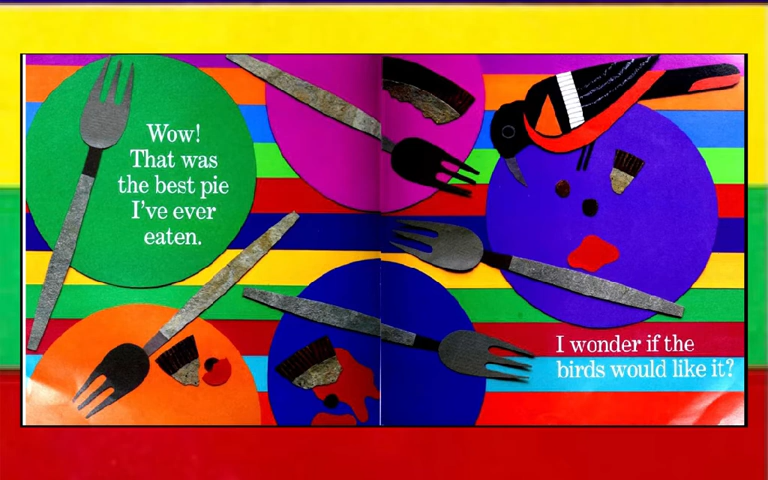 Wow!
That was
the best pie
I've ever
eaten.
I wonder if the
birds would like it?